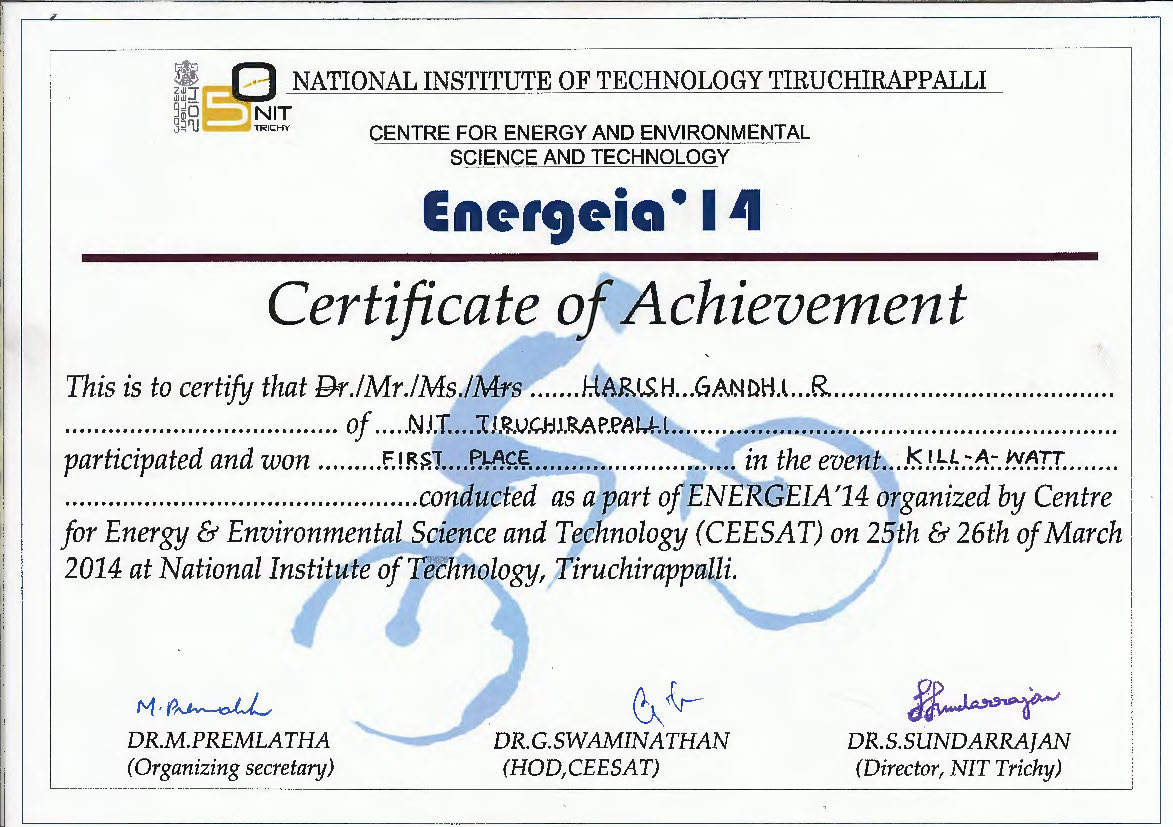 NATIONAL INSTITUTE OF TECHNOLOGY TIRUCHIRAPPALLI
50
NIT
TRICHY
GOLDEN
JUBILEE
2014
CENTRE FOR ENERGY AND ENVIRONMENTAL
SCIENCE AND TECHNOLOGY
Energeia'14
Certificate of Achievement
This is to certify that Dr./Mr./Ms./Mrs .......HARISH...GANDHI...R..........................................
...................................... of .....NIT....TIRUCHIRAPPALLI..................................................................
participated and won .........FIRST....PLACE............................... in the event...KILL-A-WATT........
.................................................conducted as a part of ENERGEIA'14 organized by Centre
for Energy & Environmental Science and Technology (CEESAT) on 25th & 26th of March
2014 at National Institute of Technology, Tiruchirappalli.
M. Premlatha
DR.M.PREMLATHA DR.G.SWAMINATHAN DR.S.SUNDARRAJAN
(Organizing secretary) (HOD,CEESAT) (Director, NIT Trichy)